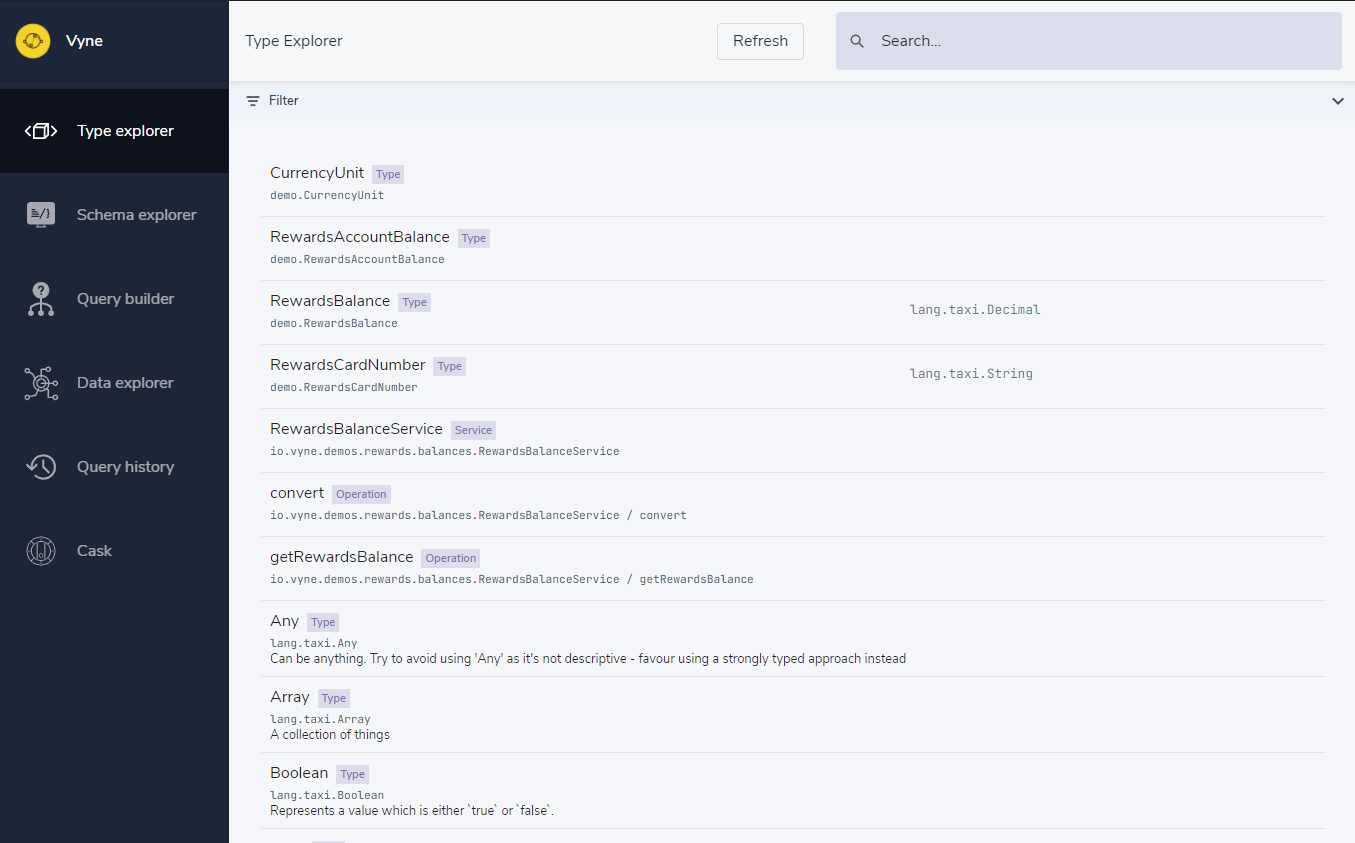 Vyne
Type Explorer
Refresh
Search...
Filter
Type explorer
Schema explorer
Query builder
Data explorer
Query history
Cask
CurrencyUnit Type
demo.CurrencyUnit
RewardsAccountBalance Type
demo.RewardsAccountBalance
RewardsBalance Type
demo.RewardsBalance
lang.taxi.Decimal
RewardsCardNumber Type
demo.RewardsCardNumber
lang.taxi.String
RewardsBalanceService Service
io.vyne.demos.rewards.balances.RewardsBalanceService
convert Operation
io.vyne.demos.rewards.balances.RewardsBalanceService / convert
getRewardsBalance Operation
io.vyne.demos.rewards.balances.RewardsBalanceService / getRewardsBalance
Any Type
lang.taxi.Any
Can be anything. Try to avoid using 'Any' as it's not descriptive - favour using a strongly typed approach instead
Array Type
lang.taxi.Array
A collection of things
Boolean Type
lang.taxi.Boolean
Represents a value which is either `true` or `false`.